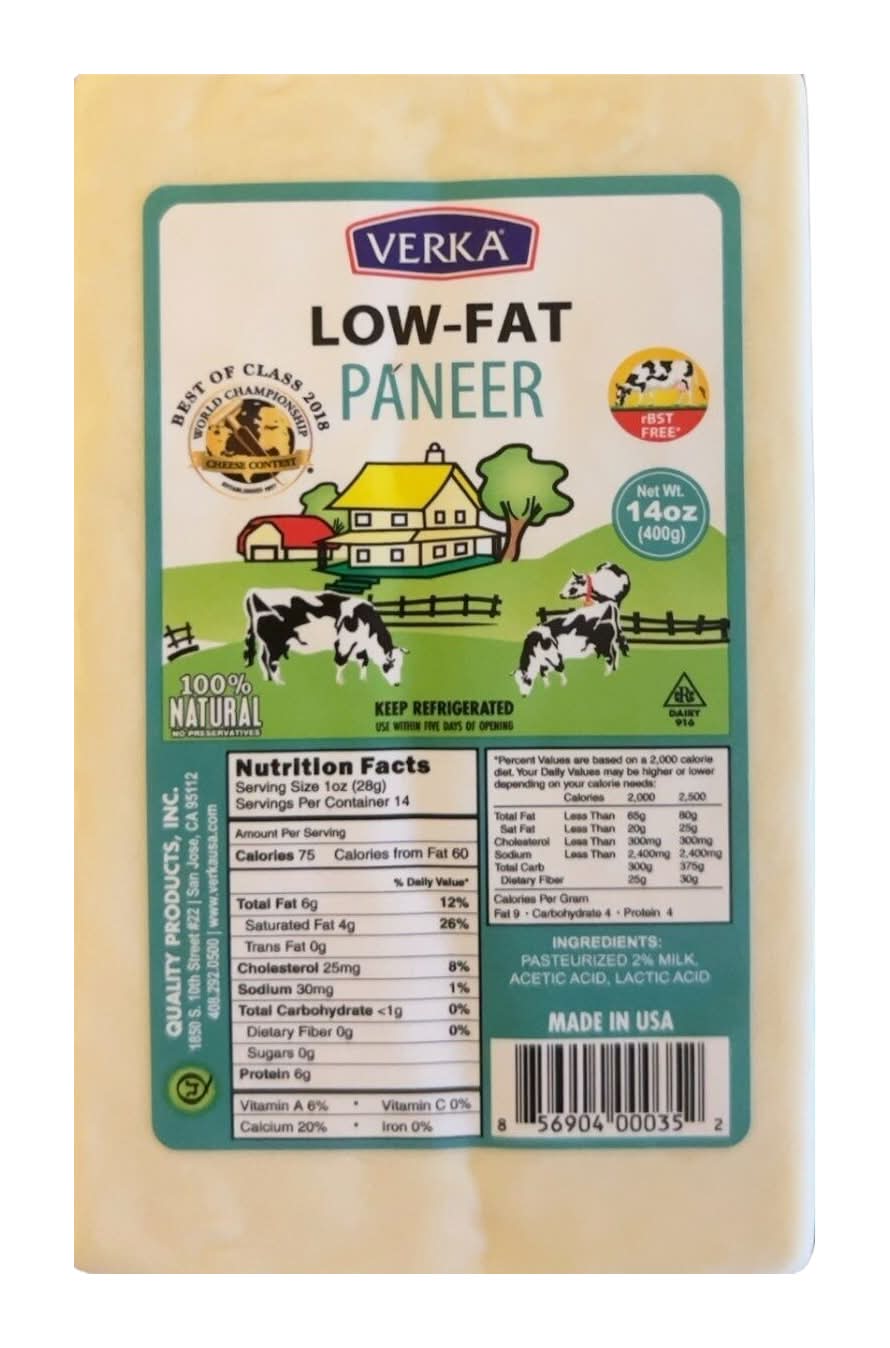 VERKA®
LOW-FAT
PÁNEER
BEST OF CLASS 2018
WORLD CHAMPIONSHIP
CHEESE CONTEST
rBST
FREE*
Net Wt.
14oz
(400g)
100%
NATURAL
NO PRESERVATIVES
KEEP REFRIGERATED
USE WITHIN FIVE DAYS OF OPENING
DAIRY
916
QUALITY PRODUCTS, INC.
1850 S. 10th Street #22 | San Jose, CA 95112
408.292.0500 | www.verkausa.com
Nutrition Facts
Serving Size 1oz (28g)
Servings Per Container 14
Amount Per Serving
Calories 75 Calories from Fat 60
% Daily Value*
Total Fat 6g 12%
Saturated Fat 4g 26%
Trans Fat 0g
Cholesterol 25mg 8%
Sodium 30mg 1%
Total Carbohydrate <1g 0%
Dietary Fiber 0g 0%
Sugars 0g
Protein 6g
Vitamin A 6% • Vitamin C 0%
Calcium 20% • Iron 0%
*Percent Values are based on a 2,000 calorie
diet. Your Daily Values may be higher or lower
depending on your calorie needs:
Calories 2,000 2,500
Total Fat Less Than 65g 80g
Sat Fat Less Than 20g 25g
Cholesterol Less Than 300mg 300mg
Sodium Less Than 2,400mg 2,400mg
Total Carb 300g 375g
Dietary Fiber 25g 30g
Calories Per Gram
Fat 9 · Carbohydrate 4 · Protein 4
INGREDIENTS:
PASTEURIZED 2% MILK,
ACETIC ACID, LACTIC ACID
MADE IN USA
8 56904 00035 2